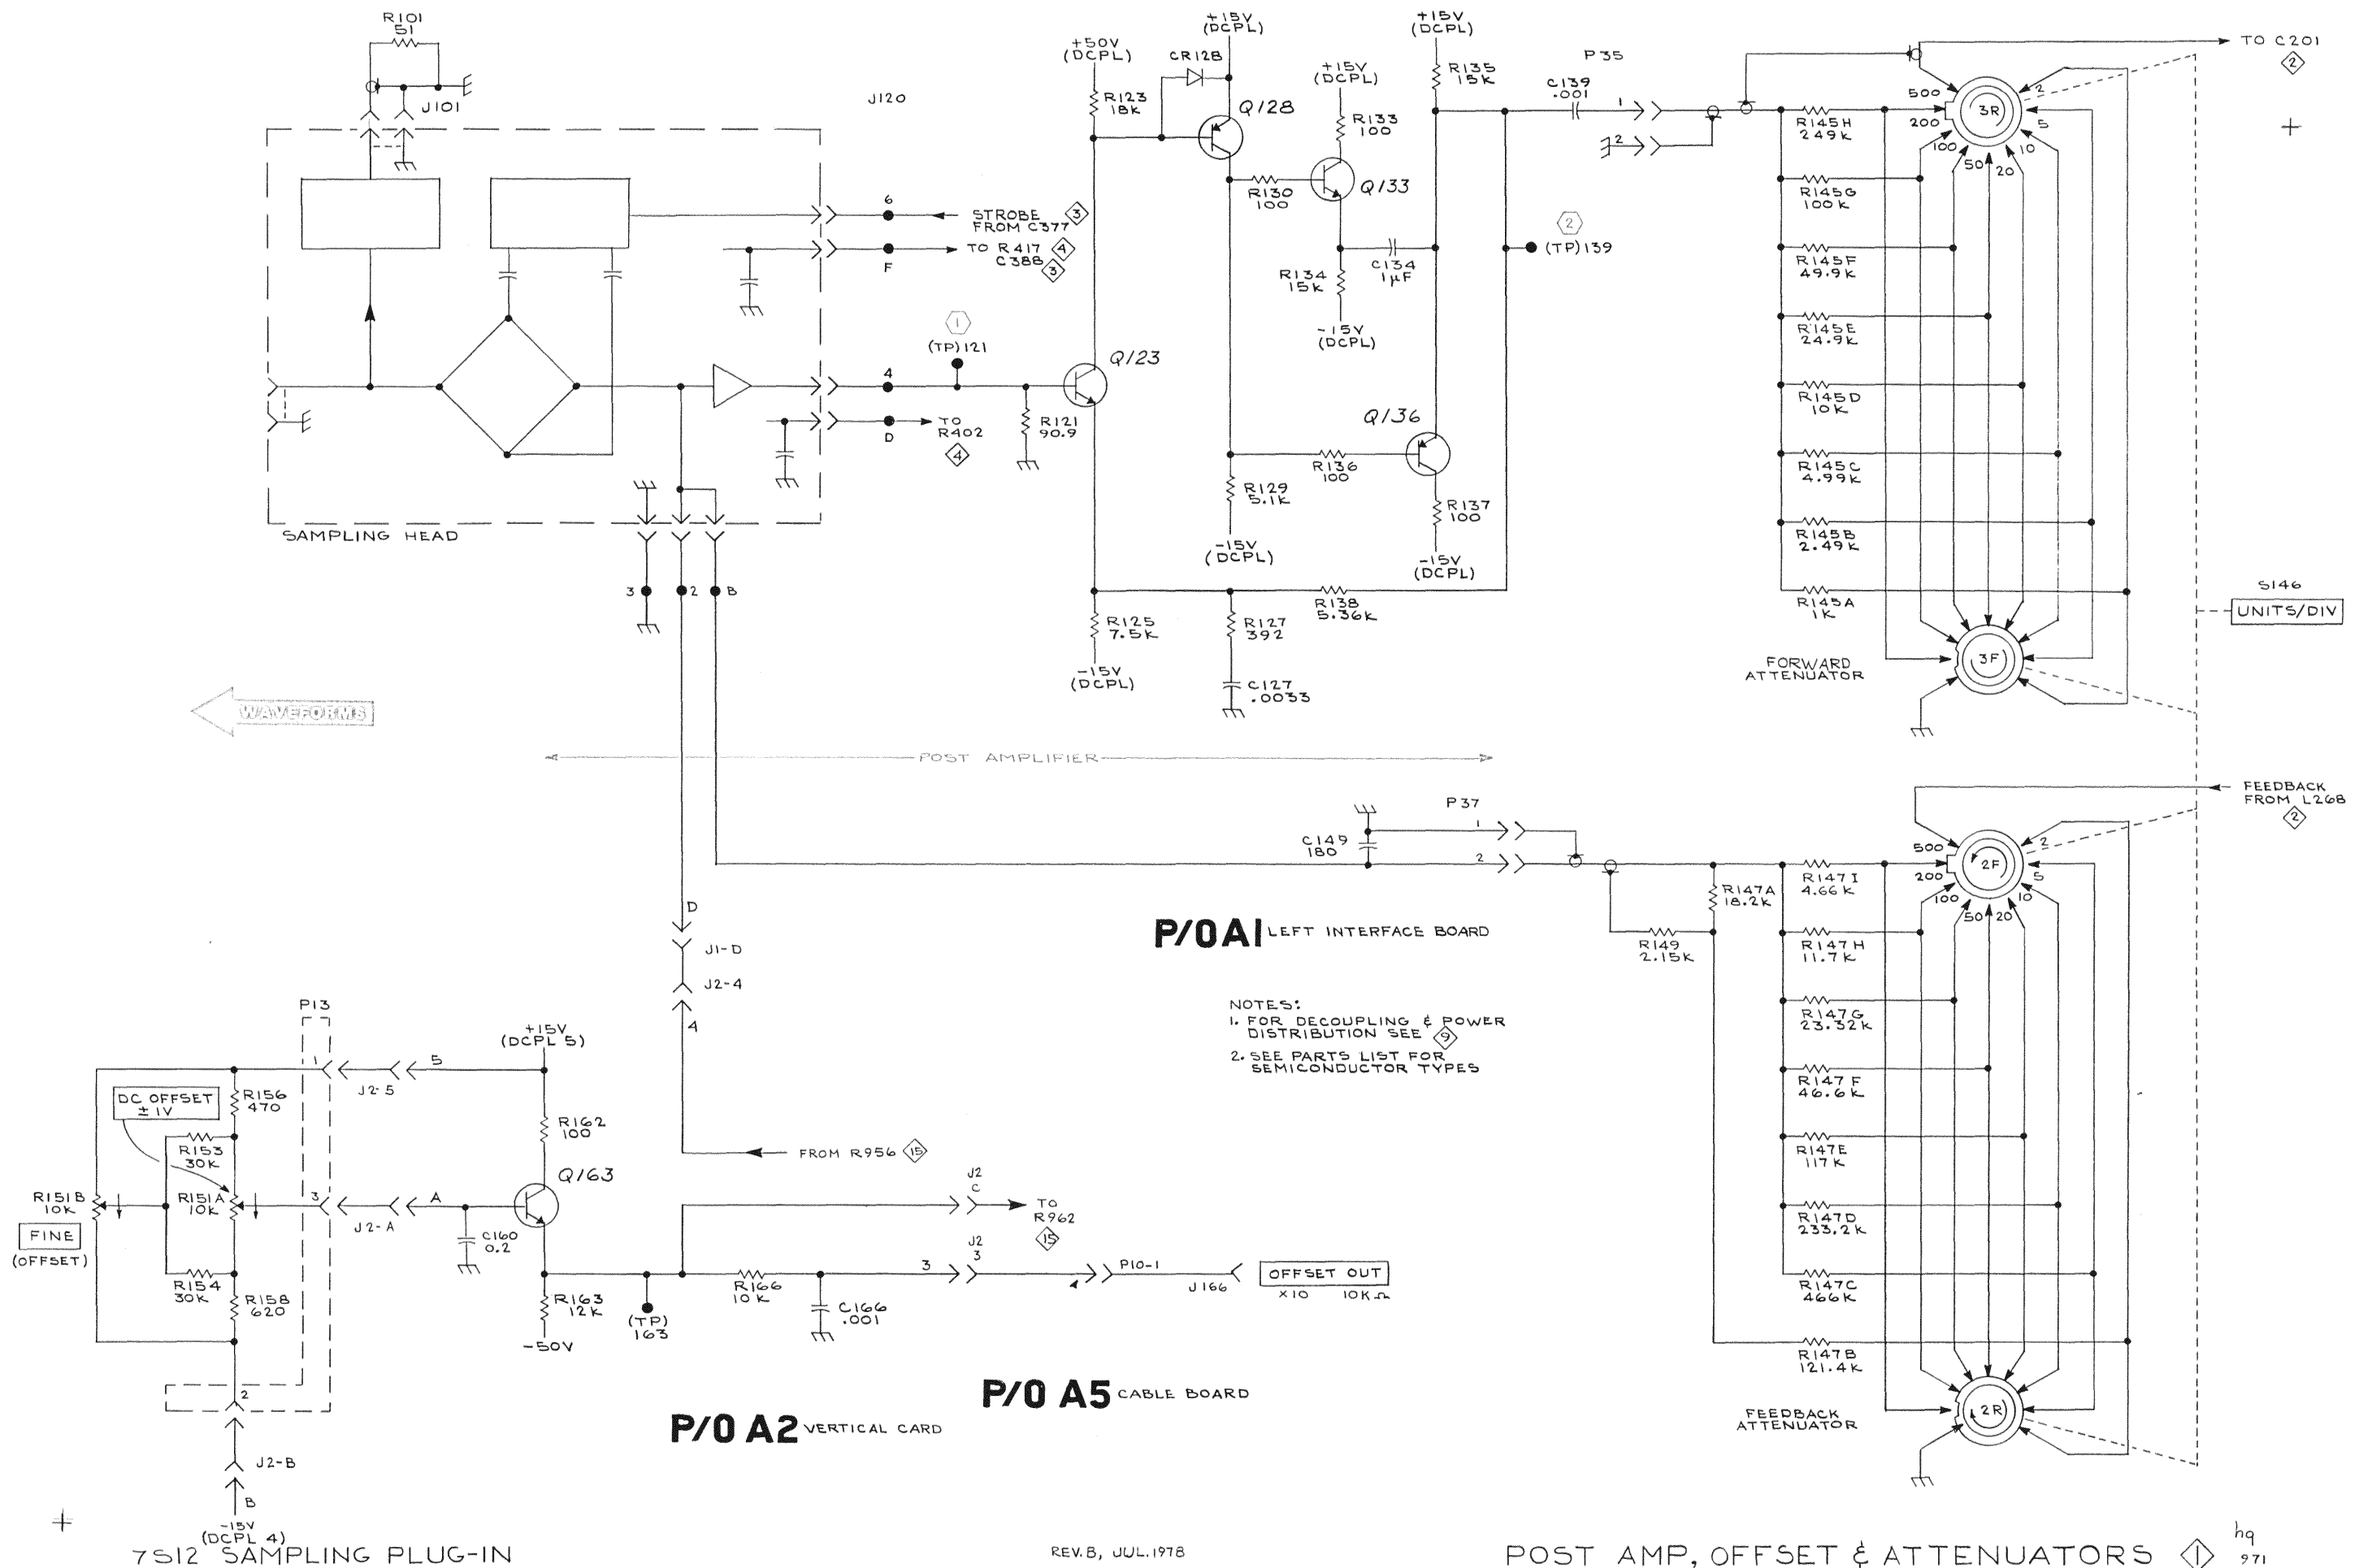 R101
51
J101
J120
+50V
(DCPL)
R123
18K
CR128
+15V
(DCPL)
Q128
+15V
(DCPL)
R133
100
R130
100
Q133
+15V
(DCPL)
R135
15K
C139
.001
P35
1
2
TO C201
2
500
200
100
50
20
10
5
2
3R
R145H
249K
R145G
100K
R145F
49.9K
R145E
24.9K
R145D
10K
R145C
4.99K
R145B
2.49K
R145A
1K
3F
FORWARD
ATTENUATOR
S146
UNITS/DIV
6
STROBE
FROM C377
3
TO R417
4
C388
3
F
1
(TP)121
4
D
TO
R402
4
R121
90.9
Q123
R134
15K
C134
1µF
-15V
(DCPL)
2
(TP)139
Q136
R136
100
R129
5.1K
-15V
(DCPL)
R137
100
-15V
(DCPL)
R125
7.5K
-15V
(DCPL)
R127
392
C127
.0033
R138
5.36K
SAMPLING HEAD
3
2
B
WAVEFORMS
POST AMPLIFIER
FEEDBACK
FROM L268
2
P37
1
2
C149
180
R149
2.15K
R147A
18.2K
R147I
4.66K
R147H
11.7K
R147G
23.32K
R147F
46.6K
R147E
117K
R147D
233.2K
R147C
466K
R147B
121.4K
500
200
100
50
20
10
5
2
2F
2R
FEEDBACK
ATTENUATOR
P/O A1 LEFT INTERFACE BOARD
NOTES:
1. FOR DECOUPLING & POWER
DISTRIBUTION SEE 9
2. SEE PARTS LIST FOR
SEMICONDUCTOR TYPES
D
J1-D
J2-4
4
FROM R956 15
P13
1
J2-5
5
+15V
(DCPL 5)
DC OFFSET
±1V
R156
470
R153
30K
R151B
10K
FINE
(OFFSET)
R151A
10K
3
J2-A
A
R154
30K
R158
620
R162
100
Q163
C160
0.2
R163
12K
-50V
(TP)
163
R166
10K
C166
.001
J2
C
TO
R962
15
3
J2
3
P10-1
J166
OFFSET OUT
X10 10KΩ
2
J2-B
B
-15V
(DCPL 4)
P/O A5 CABLE BOARD
P/O A2 VERTICAL CARD
7S12 SAMPLING PLUG-IN
REV. B, JUL. 1978
POST AMP, OFFSET & ATTENUATORS 1
hq
971